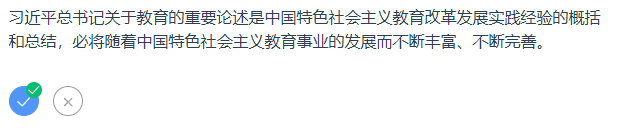 习近平总书记关于教育的重要论述是中国特色社会主义教育改革发展实践经验的概括
和总结，必将随着中国特色社会主义教育事业的发展而不断丰富、不断完善。